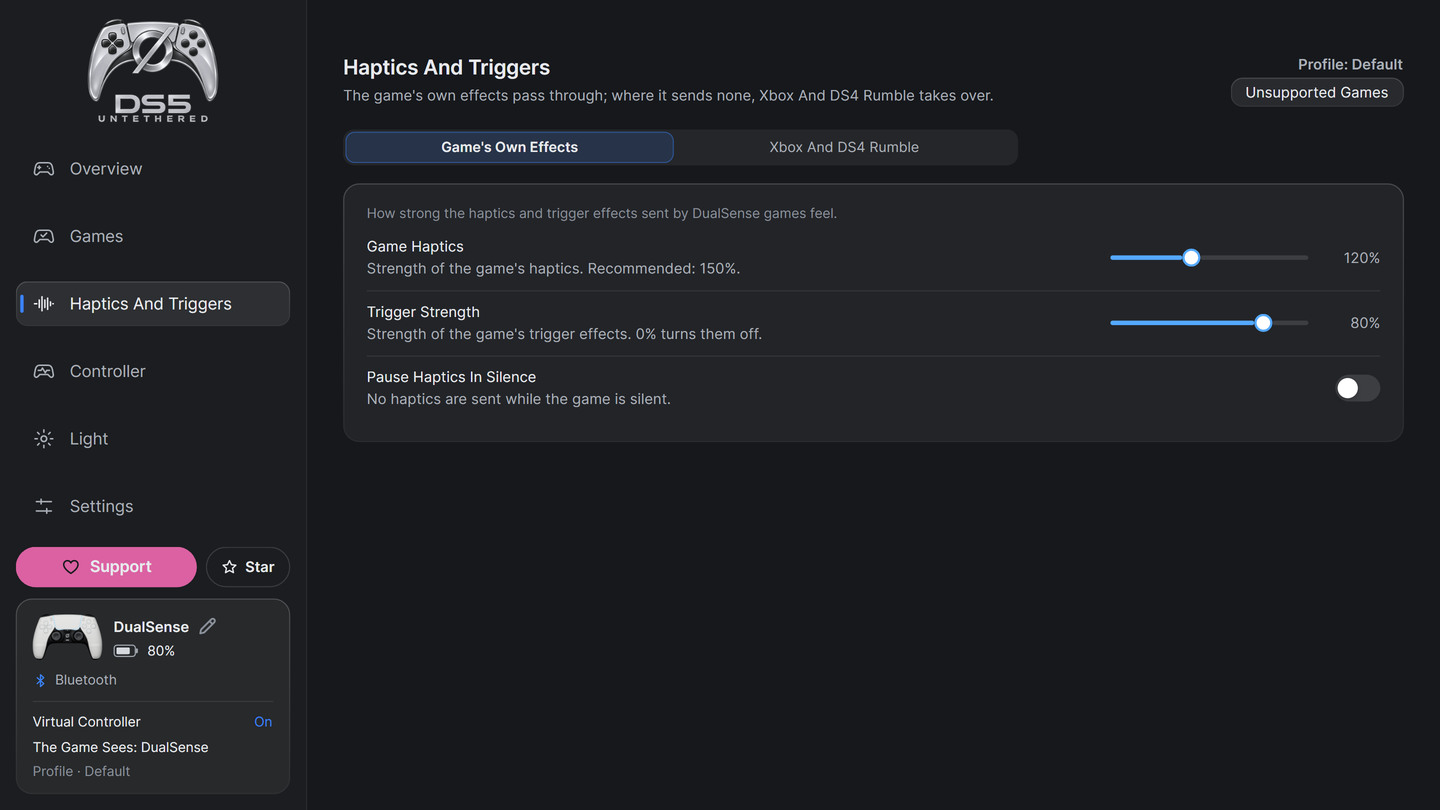 DS5
UNTETHERED
Overview
Games
Haptics And Triggers
Controller
Light
Settings
Support
Star
DualSense
80%
Bluetooth
Virtual Controller On
The Game Sees: DualSense
Profile · Default
Haptics And Triggers
The game's own effects pass through; where it sends none, Xbox And DS4 Rumble takes over.
Profile: Default
Unsupported Games
Game's Own Effects
Xbox And DS4 Rumble
How strong the haptics and trigger effects sent by DualSense games feel.
Game Haptics
Strength of the game's haptics. Recommended: 150%.
120%
Trigger Strength
Strength of the game's trigger effects. 0% turns them off.
80%
Pause Haptics In Silence
No haptics are sent while the game is silent.